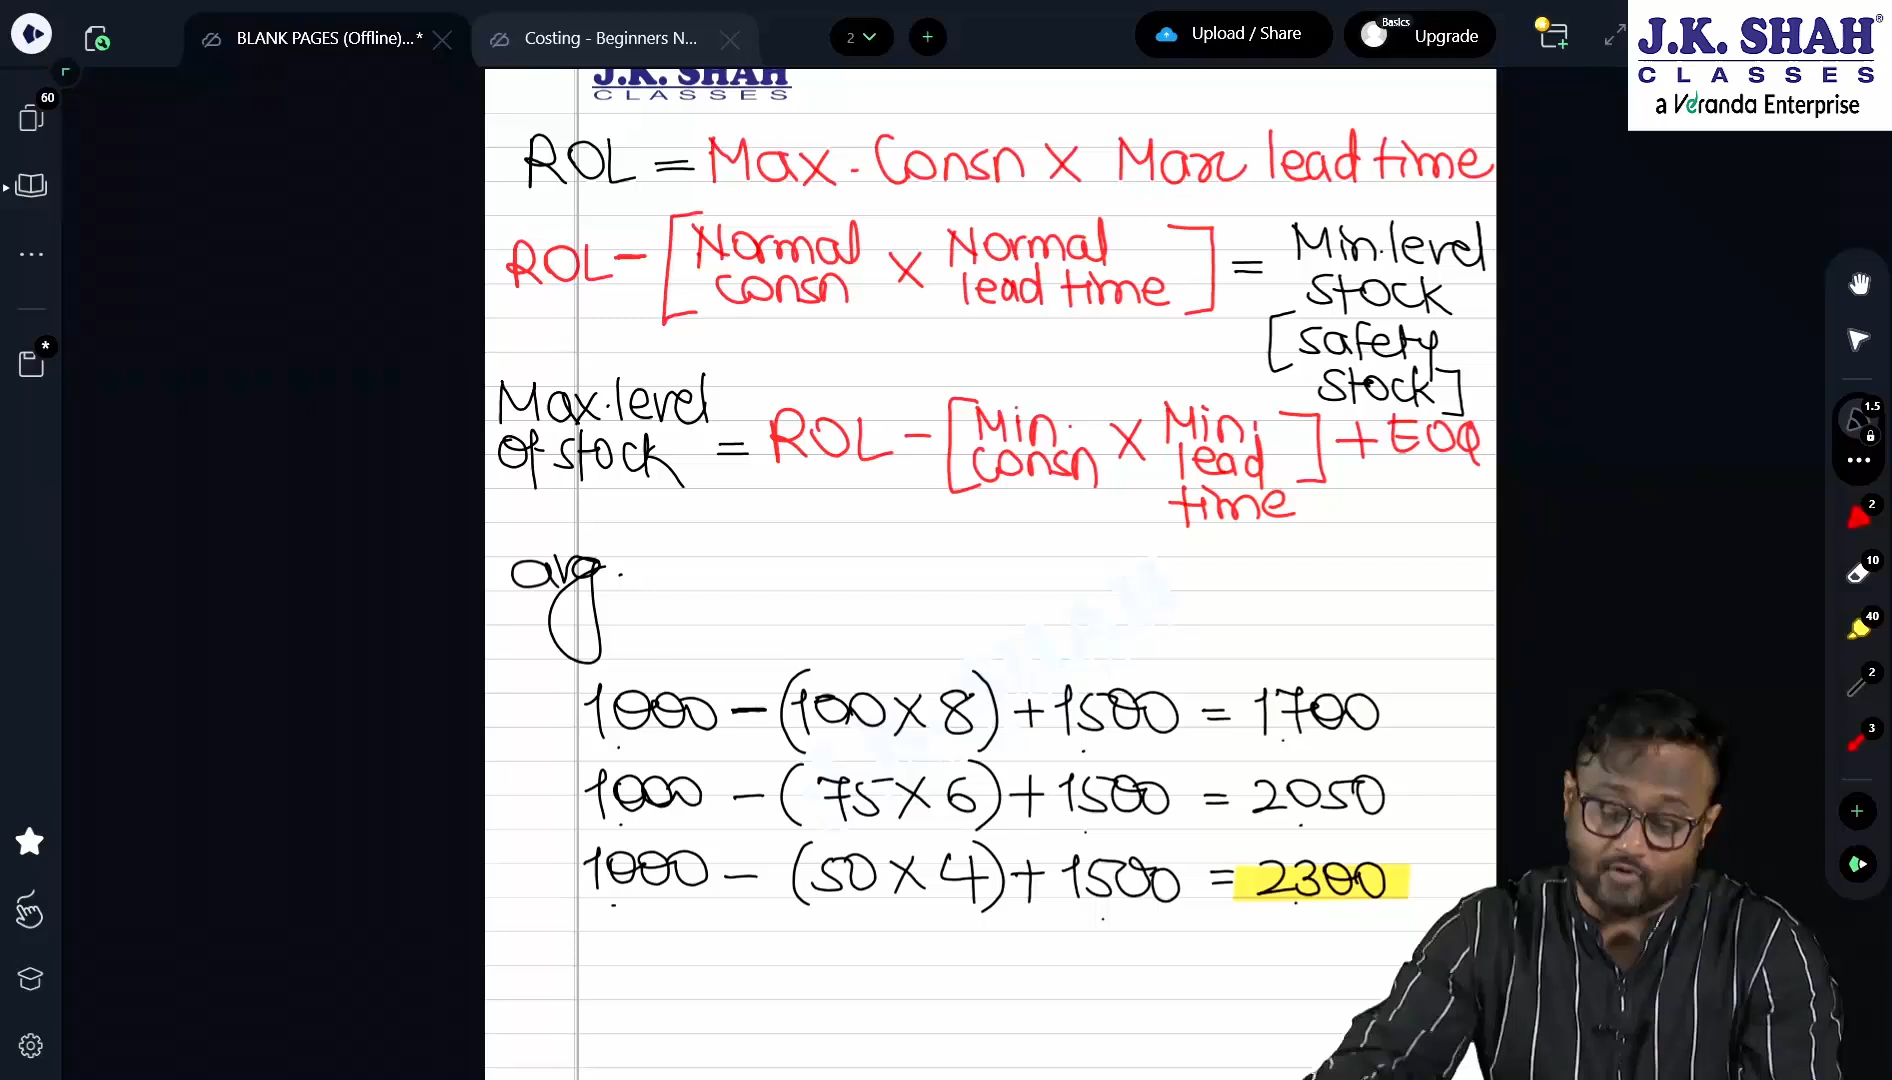 BLANK PAGES (Offline)...*
Costing - Beginners N...
2
Upload / Share
Basics
Upgrade
J.K. SHAH®
CLASSES
a Veranda Enterprise
60
J.K. SHAH
CLASSES
ROL = Max. Consn X Max lead time
ROL - [Normal consn X Normal lead time] = Min. level stock
[safety stock]
Max. level of stock = ROL - [Min. consn X Min. lead time] + EOQ
avg.
1000 - (100 X 8) + 1500 = 1700
1000 - (75 X 6) + 1500 = 2050
1000 - (50 X 4) + 1500 = 2300
1.5
2
10
40
2
3